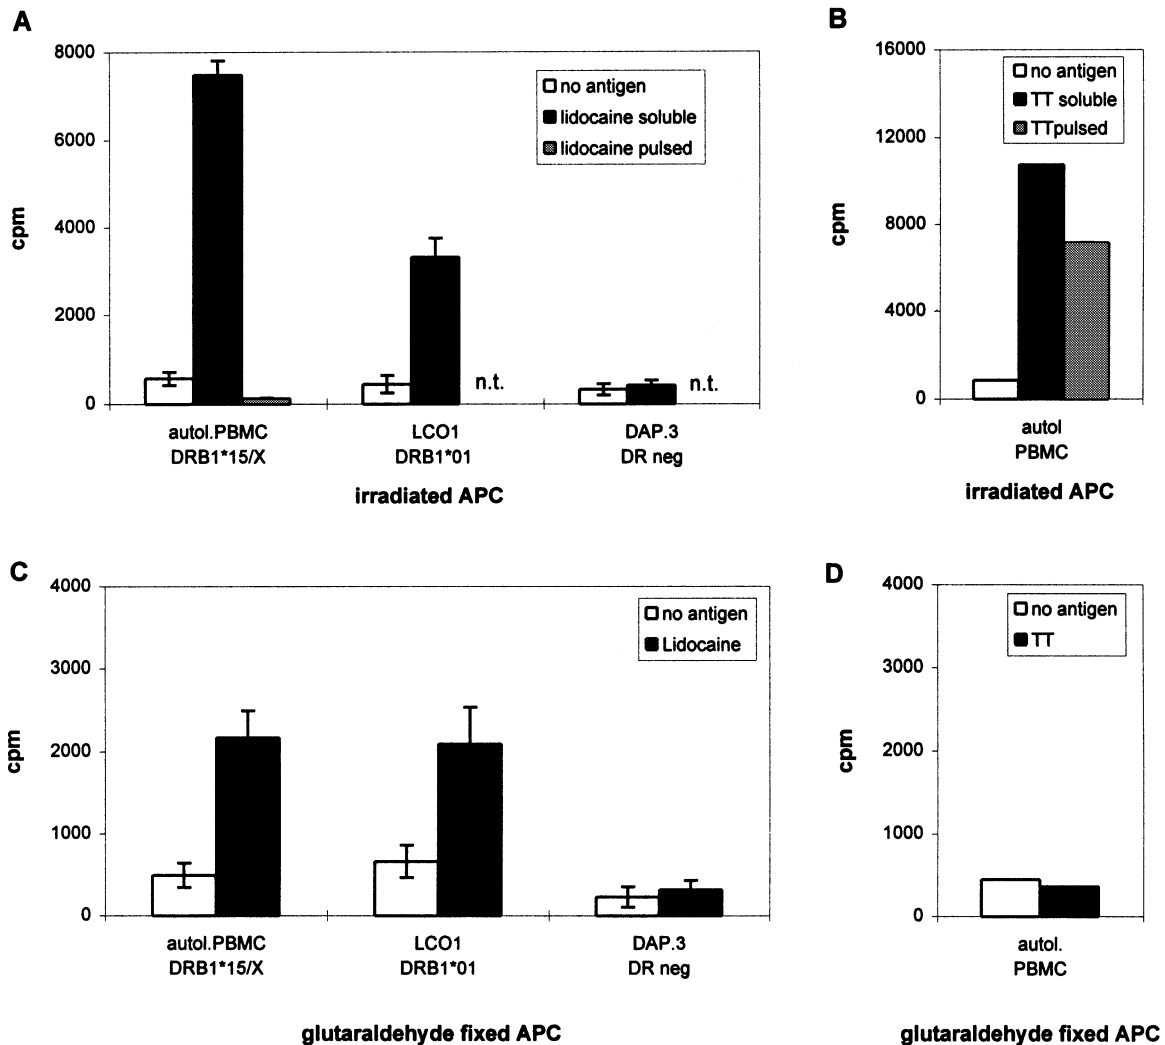 A
8000
6000
4000
2000
0
cpm
no antigen
lidocaine soluble
lidocaine pulsed
n.t.
n.t.
autol.PBMC
DRB1*15/X
LCO1
DRB1*01
DAP.3
DR neg
irradiated APC
B
16000
12000
8000
4000
0
cpm
no antigen
TT soluble
TTpulsed
autol
PBMC
irradiated APC
C
4000
3000
2000
1000
0
cpm
no antigen
Lidocaine
autol.PBMC
DRB1*15/X
LCO1
DRB1*01
DAP.3
DR neg
glutaraldehyde fixed APC
D
4000
3000
2000
1000
0
cpm
no antigen
TT
autol.
PBMC
glutaraldehyde fixed APC